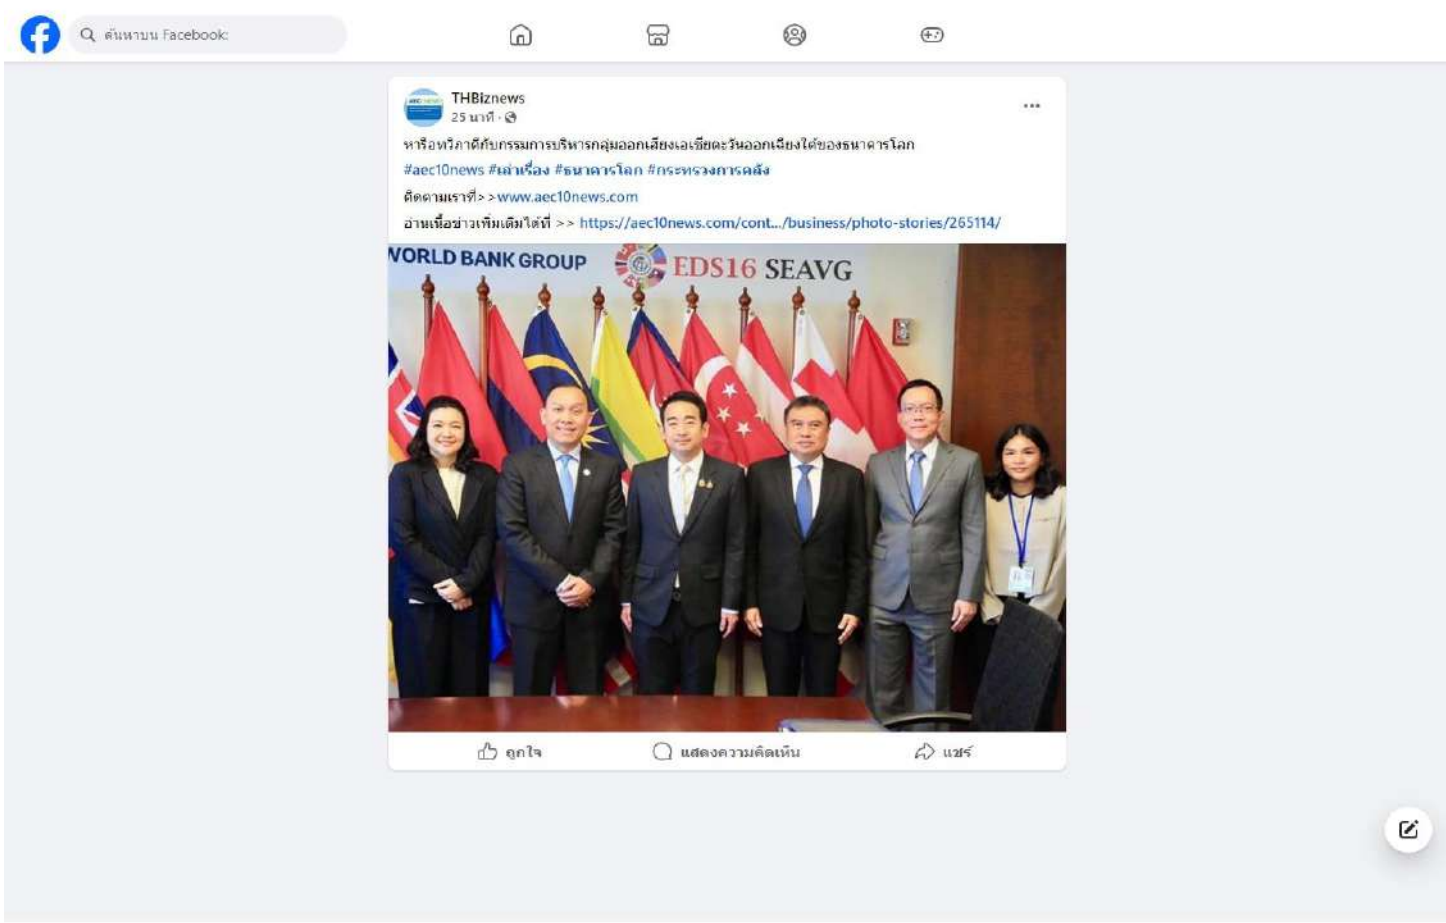 ค้นหาบน Facebook
THBiznews
25 นาที ·
หารือทวิภาคีกับกรรมการบริหารกลุ่มออกเสียงเอเชียตะวันออกเฉียงใต้ของธนาคารโลก
#aec10news #เล่าเรื่อง #ธนาคารโลก #กระทรวงการคลัง
ติดตามเราที่>>www.aec10news.com
อ่านเนื้อข่าวเพิ่มเติมได้ที่ >> https://aec10news.com/cont.../business/photo-stories/265114/
WORLD BANK GROUP EDS16 SEAVG
ถูกใจ แสดงความคิดเห็น แชร์